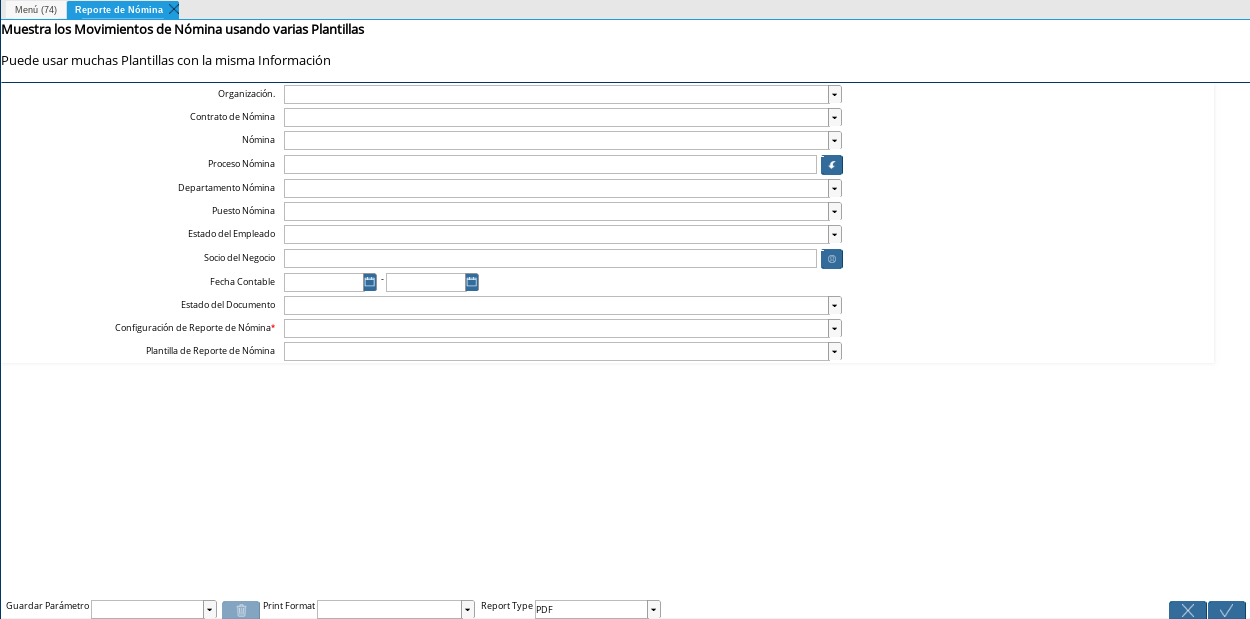 Menú (74) Reporte de Nómina
Muestra los Movimientos de Nómina usando varias Plantillas
Puede usar muchas Plantillas con la misma Información
Organización.
Contrato de Nómina
Nómina
Proceso Nómina
Departamento Nómina
Puesto Nómina
Estado del Empleado
Socio del Negocio
Fecha Contable -
Estado del Documento
Configuración de Reporte de Nómina*
Plantilla de Reporte de Nómina
Guardar Parámetro Print Format Report Type PDF